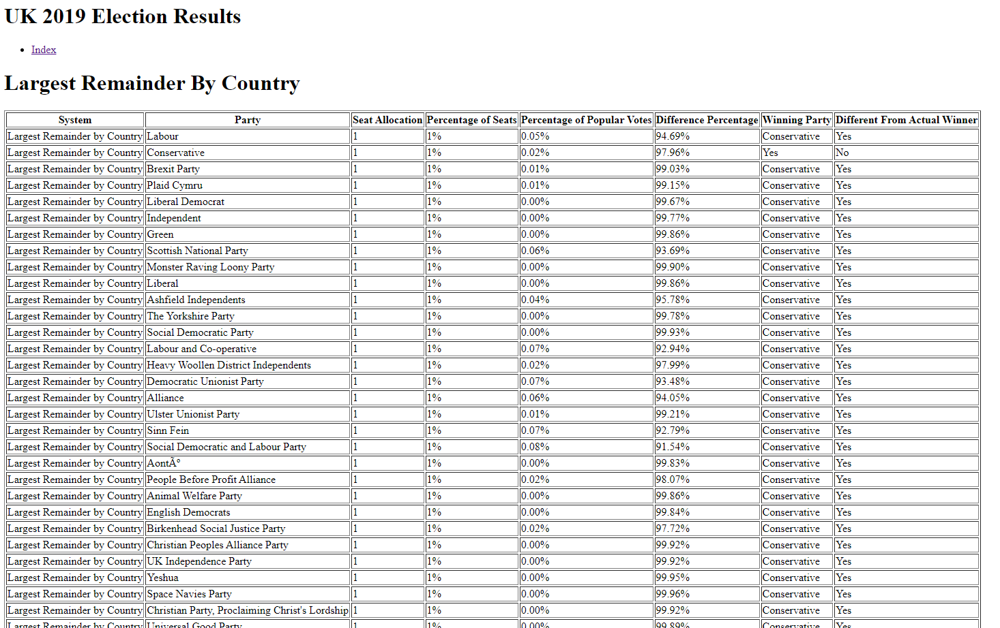 UK 2019 Election Results
Index
Largest Remainder By Country
System Party Seat Allocation Percentage of Seats Percentage of Popular Votes Difference Percentage Winning Party Different From Actual Winner
Largest Remainder by Country Labour 1 1% 0.05% 94.69% Conservative Yes
Largest Remainder by Country Conservative 1 1% 0.02% 97.96% Yes No
Largest Remainder by Country Brexit Party 1 1% 0.01% 99.03% Conservative Yes
Largest Remainder by Country Plaid Cymru 1 1% 0.01% 99.15% Conservative Yes
Largest Remainder by Country Liberal Democrat 1 1% 0.00% 99.67% Conservative Yes
Largest Remainder by Country Independent 1 1% 0.00% 99.77% Conservative Yes
Largest Remainder by Country Green 1 1% 0.00% 99.86% Conservative Yes
Largest Remainder by Country Scottish National Party 1 1% 0.06% 93.69% Conservative Yes
Largest Remainder by Country Monster Raving Loony Party 1 1% 0.00% 99.90% Conservative Yes
Largest Remainder by Country Liberal 1 1% 0.00% 99.86% Conservative Yes
Largest Remainder by Country Ashfield Independents 1 1% 0.04% 95.78% Conservative Yes
Largest Remainder by Country The Yorkshire Party 1 1% 0.00% 99.78% Conservative Yes
Largest Remainder by Country Social Democratic Party 1 1% 0.00% 99.93% Conservative Yes
Largest Remainder by Country Labour and Co-operative 1 1% 0.07% 92.94% Conservative Yes
Largest Remainder by Country Heavy Woollen District Independents 1 1% 0.02% 97.99% Conservative Yes
Largest Remainder by Country Democratic Unionist Party 1 1% 0.07% 93.48% Conservative Yes
Largest Remainder by Country Alliance 1 1% 0.06% 94.05% Conservative Yes
Largest Remainder by Country Ulster Unionist Party 1 1% 0.01% 99.21% Conservative Yes
Largest Remainder by Country Sinn Fein 1 1% 0.07% 92.79% Conservative Yes
Largest Remainder by Country Social Democratic and Labour Party 1 1% 0.08% 91.54% Conservative Yes
Largest Remainder by Country AontÃº 1 1% 0.00% 99.83% Conservative Yes
Largest Remainder by Country People Before Profit Alliance 1 1% 0.02% 98.07% Conservative Yes
Largest Remainder by Country Animal Welfare Party 1 1% 0.00% 99.86% Conservative Yes
Largest Remainder by Country English Democrats 1 1% 0.00% 99.84% Conservative Yes
Largest Remainder by Country Birkenhead Social Justice Party 1 1% 0.02% 97.72% Conservative Yes
Largest Remainder by Country Christian Peoples Alliance Party 1 1% 0.00% 99.92% Conservative Yes
Largest Remainder by Country UK Independence Party 1 1% 0.00% 99.92% Conservative Yes
Largest Remainder by Country Yeshua 1 1% 0.00% 99.95% Conservative Yes
Largest Remainder by Country Space Navies Party 1 1% 0.00% 99.96% Conservative Yes
Largest Remainder by Country Christian Party, Proclaiming Christ's Lordship 1 1% 0.00% 99.92% Conservative Yes
Largest Remainder by Country Universal Good Party 1 1% 0.00% 99.89% Conservative Yes